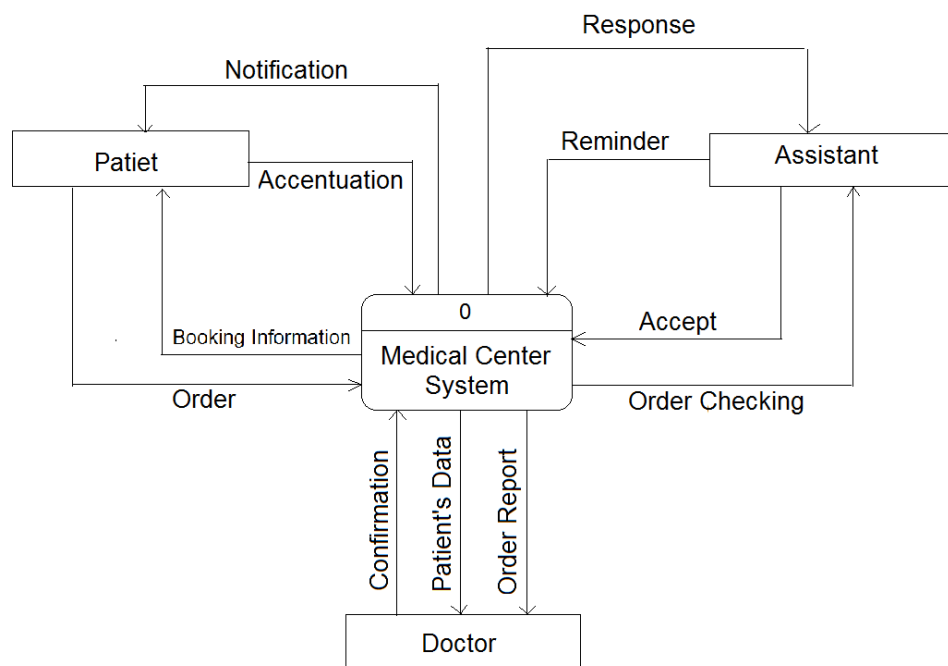 Response
Notification
Reminder
Assistant
Patiet
Accentuation
0
Accept
Booking Information
Medical Center
System
Order
Order Checking
Confirmation
Patient's Data
Order Report
Doctor